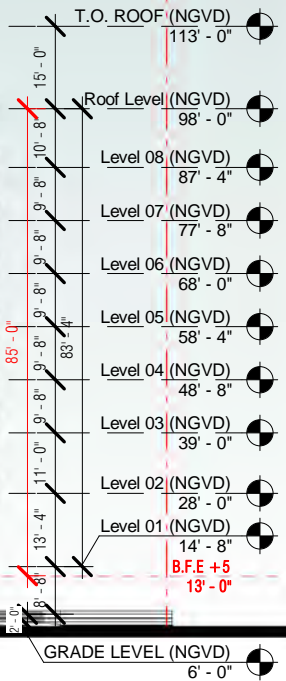 T.O. ROOF (NGVD)
113' - 0"
15' - 0"
Roof Level (NGVD)
98' - 0"
10' - 8"
Level 08 (NGVD)
87' - 4"
9' - 8"
Level 07 (NGVD)
77' - 8"
9' - 8"
Level 06 (NGVD)
68' - 0"
9' - 8"
Level 05 (NGVD)
58' - 4"
85' - 0"
83' - 4"
9' - 8"
Level 04 (NGVD)
48' - 8"
9' - 8"
Level 03 (NGVD)
39' - 0"
11' - 0"
Level 02 (NGVD)
28' - 0"
13' - 4"
Level 01 (NGVD)
14' - 8"
B.F.E +5
13' - 0"
8' - 8"
2' - 0"
GRADE LEVEL (NGVD)
6' - 0"